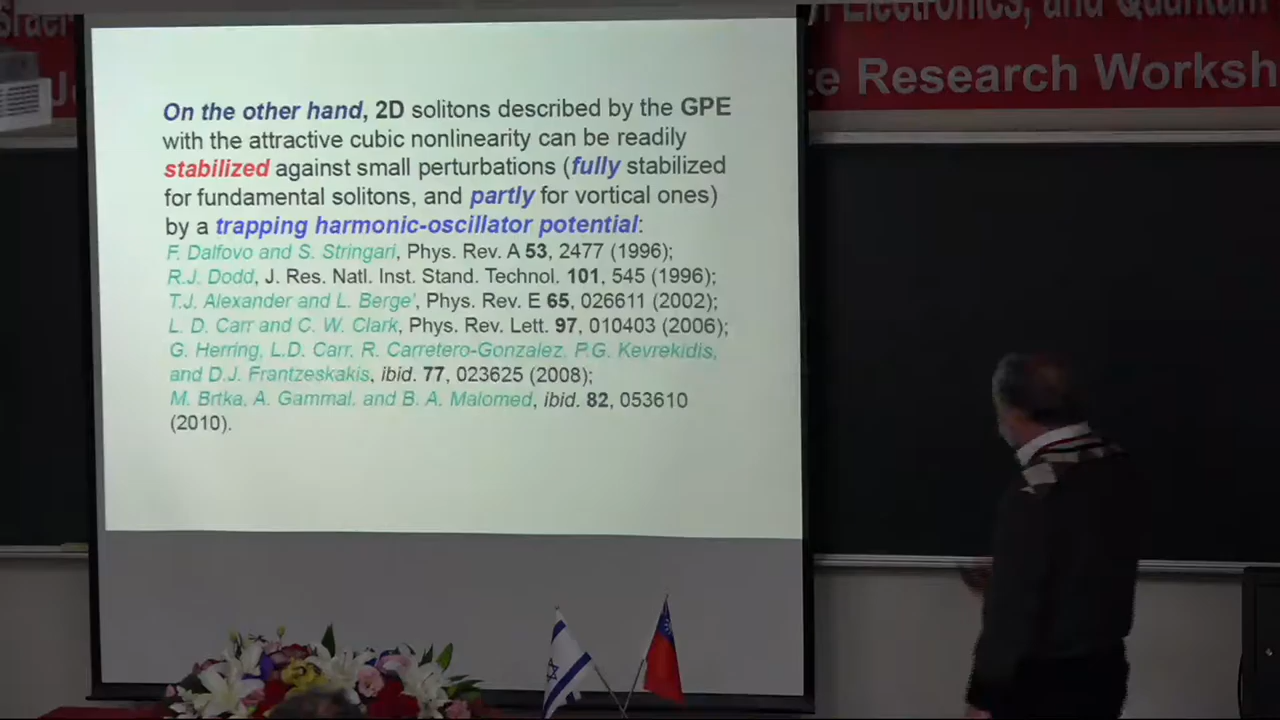 Electronics, and Quantum
te Research Worksh
On the other hand, 2D solitons described by the GPE
with the attractive cubic nonlinearity can be readily
stabilized against small perturbations (fully stabilized
for fundamental solitons, and partly for vortical ones)
by a trapping harmonic-oscillator potential:
F. Dalfovo and S. Stringari, Phys. Rev. A 53, 2477 (1996);
R.J. Dodd, J. Res. Natl. Inst. Stand. Technol. 101, 545 (1996);
T.J. Alexander and L. Berge', Phys. Rev. E 65, 026611 (2002);
L. D. Carr and C. W. Clark, Phys. Rev. Lett. 97, 010403 (2006);
G. Herring, L.D. Carr, R. Carretero-Gonzalez, P.G. Kevrekidis,
and D.J. Frantzeskakis, ibid. 77, 023625 (2008);
M. Brtka, A. Gammal, and B. A. Malomed, ibid. 82, 053610
(2010).